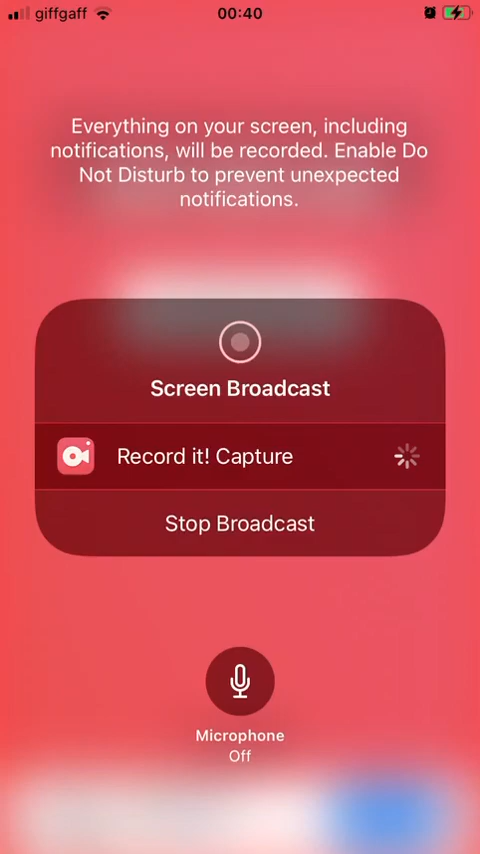 giffgaff 00:40
Everything on your screen, including
notifications, will be recorded. Enable Do
Not Disturb to prevent unexpected
notifications.
Screen Broadcast
Record it! Capture
Stop Broadcast
Microphone
Off